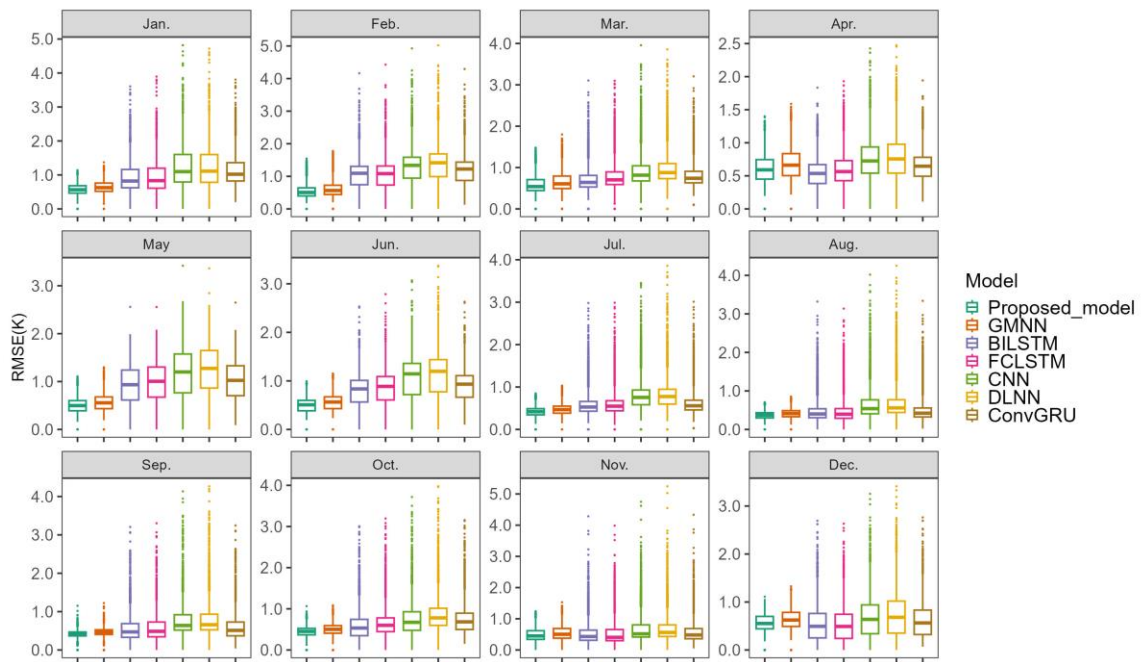 Jan. Feb. Mar. Apr.
5.0 4.0 3.0 2.0 1.0 0.0
5.0 4.0 3.0 2.0 1.0 0.0
4.0 3.0 2.0 1.0 0.0
2.5 2.0 1.5 1.0 0.5 0.0
May Jun. Jul. Aug.
3.0 2.0 1.0 0.0
3.0 2.0 1.0 0.0
4.0 3.0 2.0 1.0 0.0
4.0 3.0 2.0 1.0 0.0
Sep. Oct. Nov. Dec.
4.0 3.0 2.0 1.0 0.0
4.0 3.0 2.0 1.0 0.0
5.0 4.0 3.0 2.0 1.0 0.0
3.0 2.0 1.0 0.0
RMSE(K)
Model
Proposed_model
GMNN
BILSTM
FCLSTM
CNN
DLNN
ConvGRU